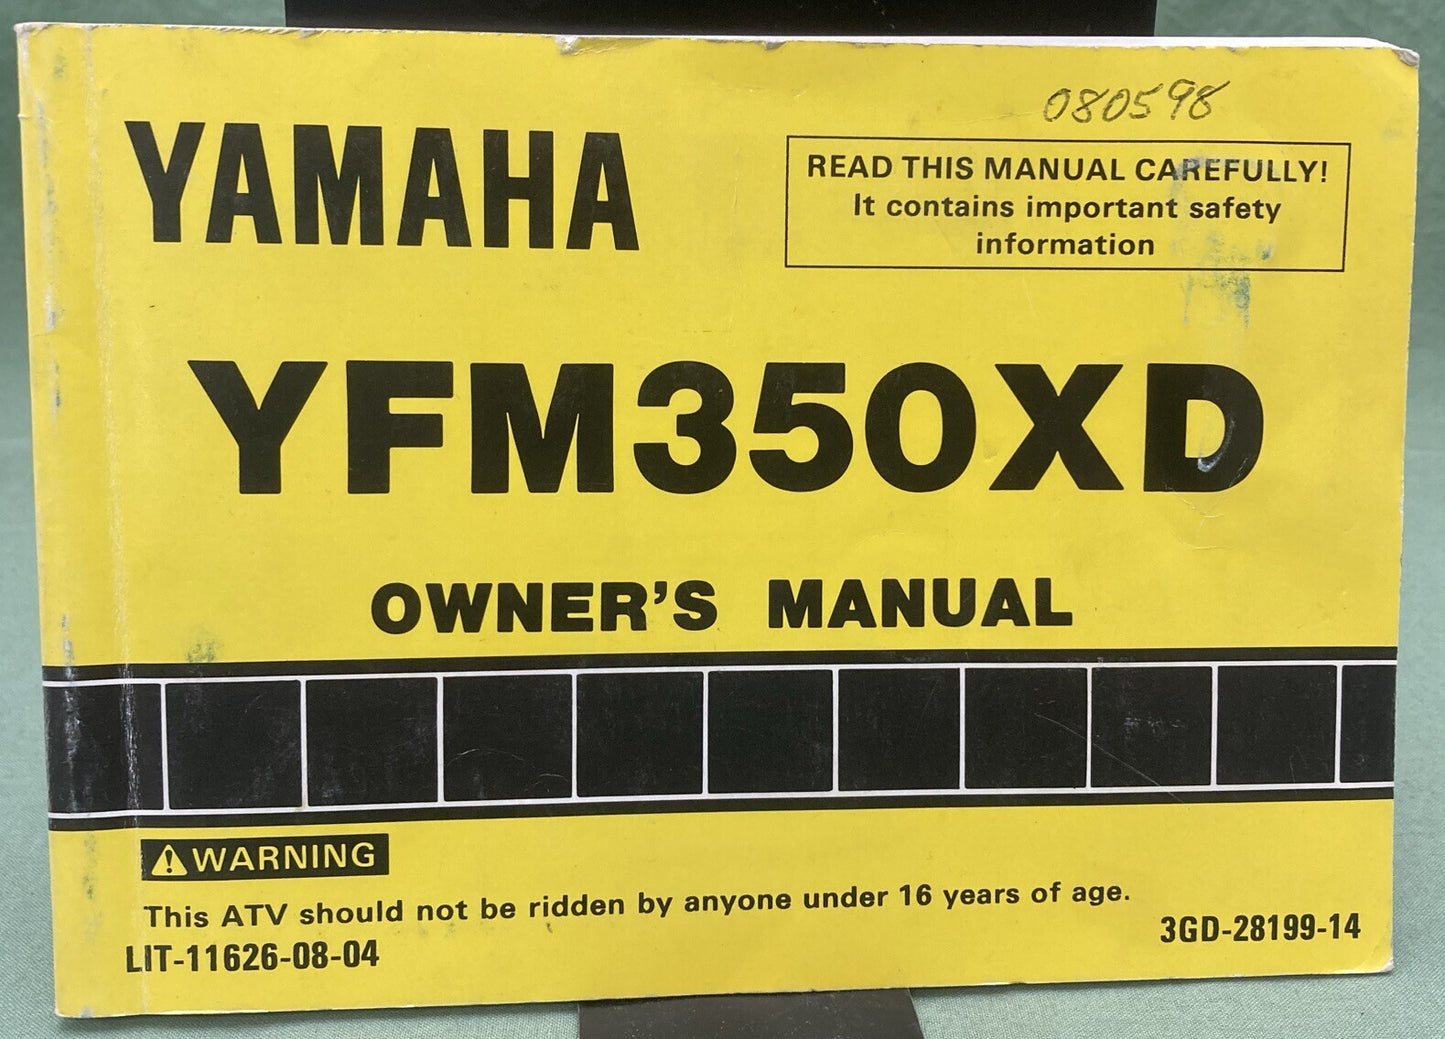 080598
YAMAHA
READ THIS MANUAL CAREFULLY!
It contains important safety
information
YFM350XD
OWNER'S MANUAL
WARNING
This ATV should not be ridden by anyone under 16 years of age.
LIT-11626-08-04
3GD-28199-14